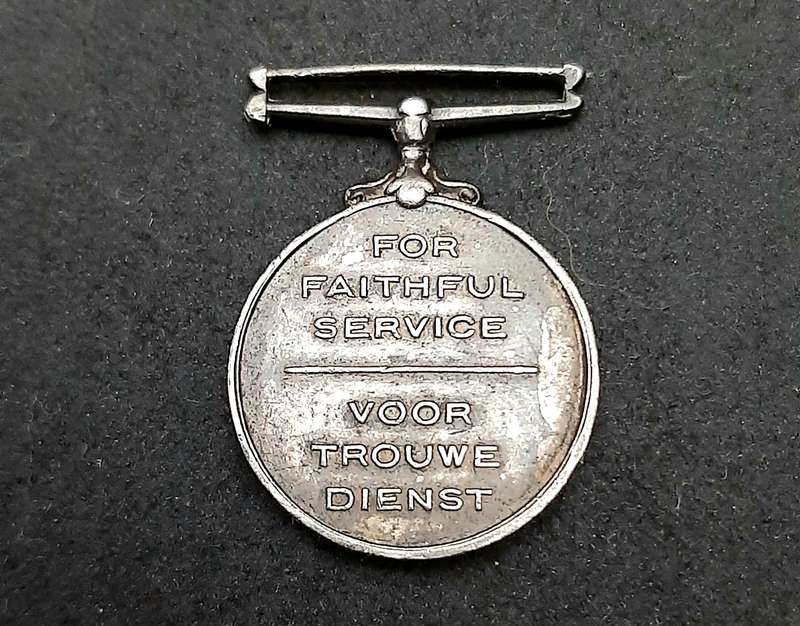 FOR
FAITHFUL
SERVICE
VOOR
TROUWE
DIENST